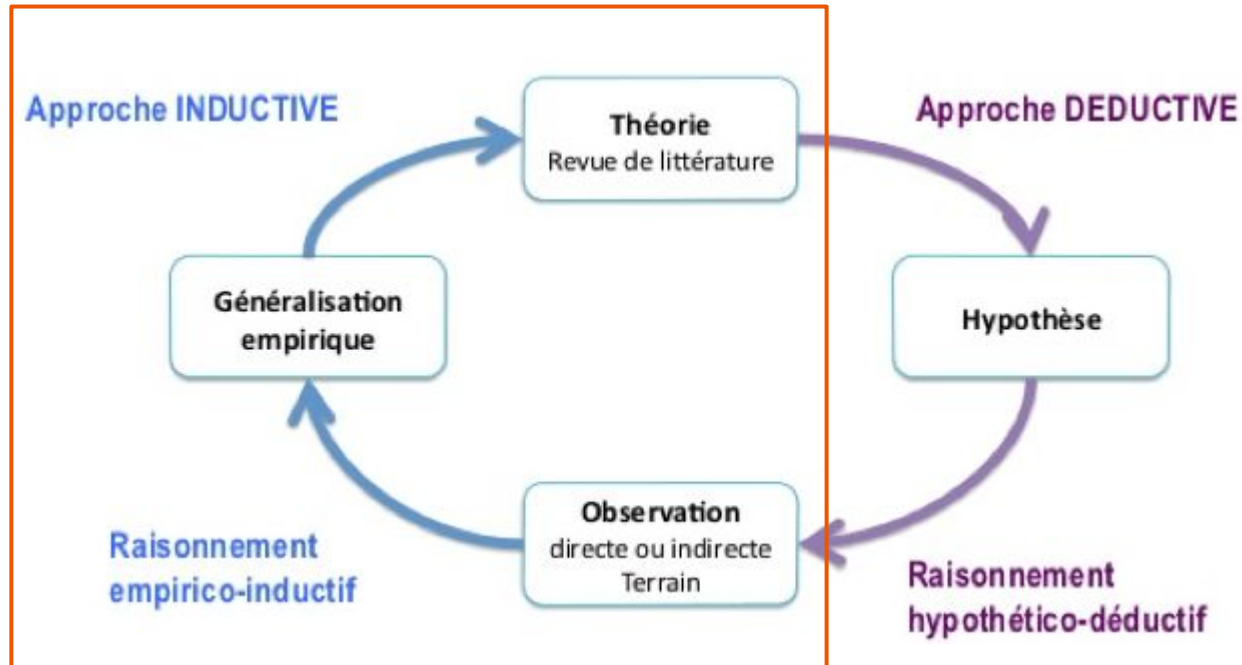 Approche INDUCTIVE
Théorie
Revue de littérature
Approche DEDUCTIVE
Généralisation
empirique
Hypothèse
Observation
directe ou indirecte
Terrain
Raisonnement
empirico-inductif
Raisonnement
hypothético-déductif